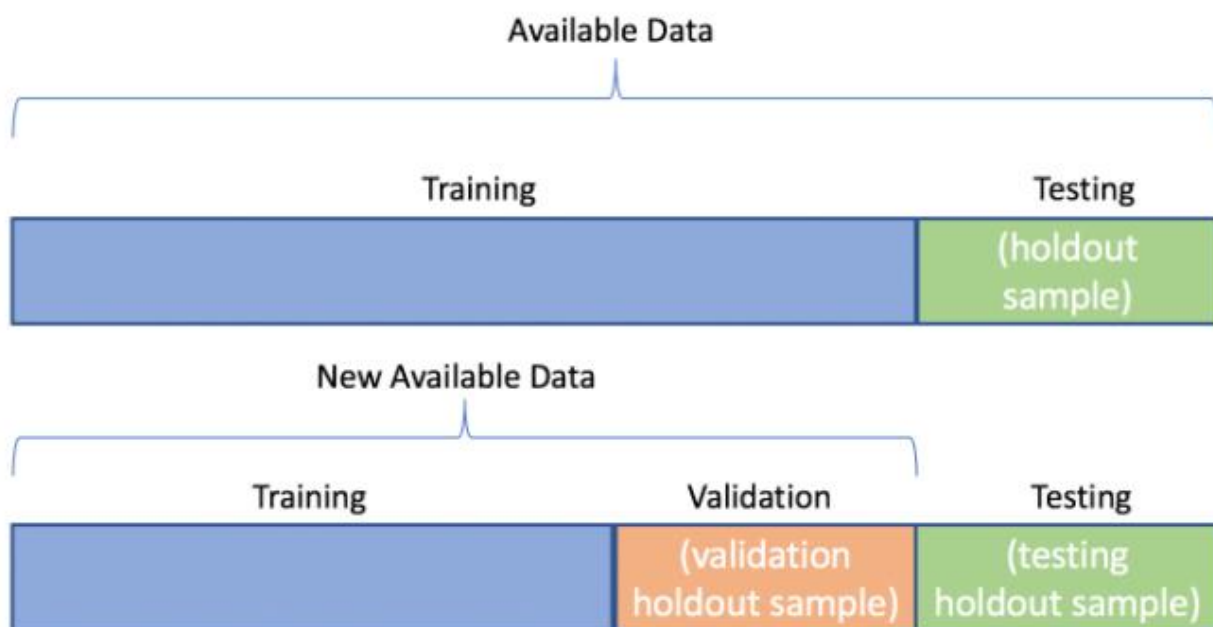 Available Data
Training Testing
(holdout
sample)
New Available Data
Training Validation Testing
(validation
holdout sample)
(testing
holdout sample)